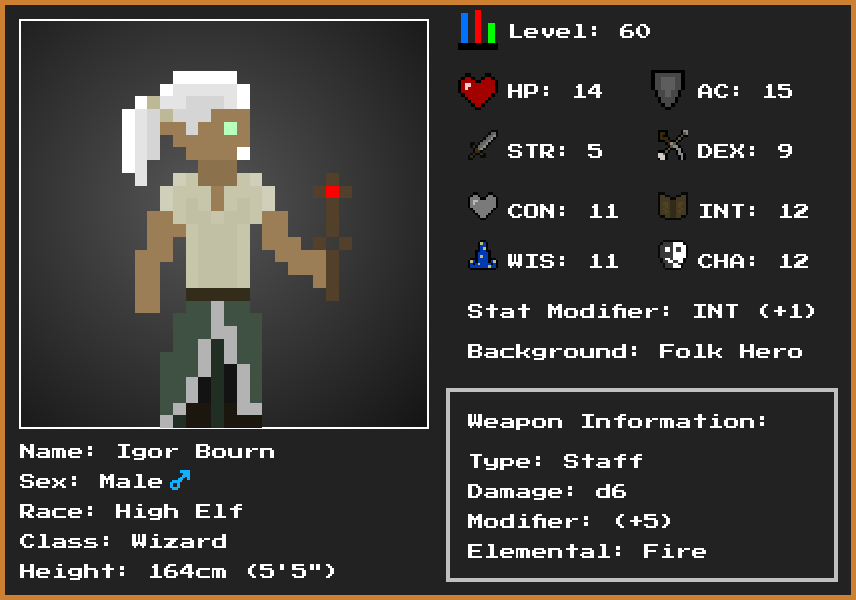 Level: 60
HP: 14
AC: 15
STR: 5
DEX: 9
CON: 11
INT: 12
WIS: 11
CHA: 12
Stat Modifier: INT (+1)
Background: Folk Hero
Weapon Information:
Type: Staff
Damage: d6
Modifier: (+5)
Elemental: Fire
Name: Igor Bourn
Sex: Male♂
Race: High Elf
Class: Wizard
Height: 164cm (5'5")